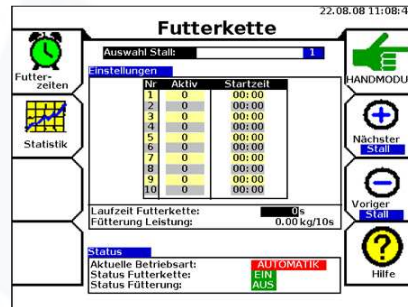 22.08.08 11:08:4
Futterkette
Auswahl Stall: 1
Futter-
zeiten
HANDMODU
Einstellungen
Nr Aktiv Startzeit
1 0 00:00
2 0 00:00
3 0 00:00
4 0 00:00
5 0 00:00
6 0 00:00
7 0 00:00
8 0 00:00
9 0 00:00
10 0 00:00
Statistik
Nächster
Stall
Voriger
Stall
Laufzeit Futterkette: 0s
Fütterung Leistung: 0.00 kg/10s
Status
Aktuelle Betriebsart: AUTOMATIK
Status Futterkette: EIN
Status Fütterung: AUS
?
Hilfe